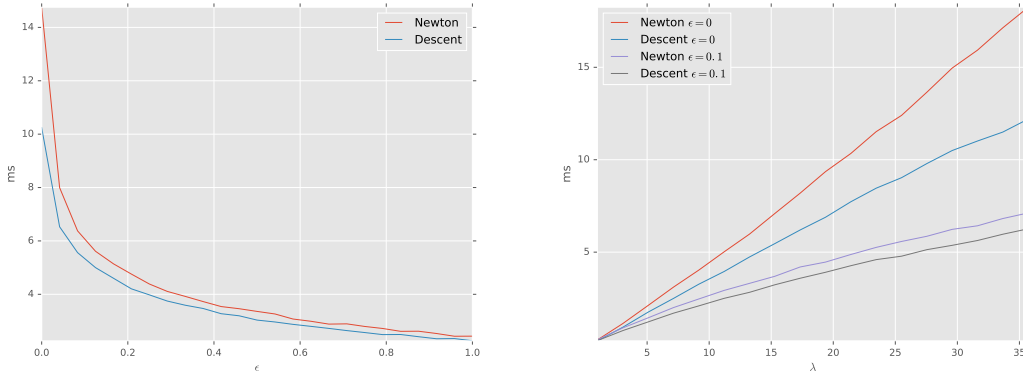 14
12
10
8
6
4
ms
0.0
0.2
0.4
0.6
0.8
1.0
ϵ
Newton
Descent
15
10
5
ms
5
10
15
20
25
30
35
λ
Newton ϵ = 0
Descent ϵ = 0
Newton ϵ = 0.1
Descent ϵ = 0.1